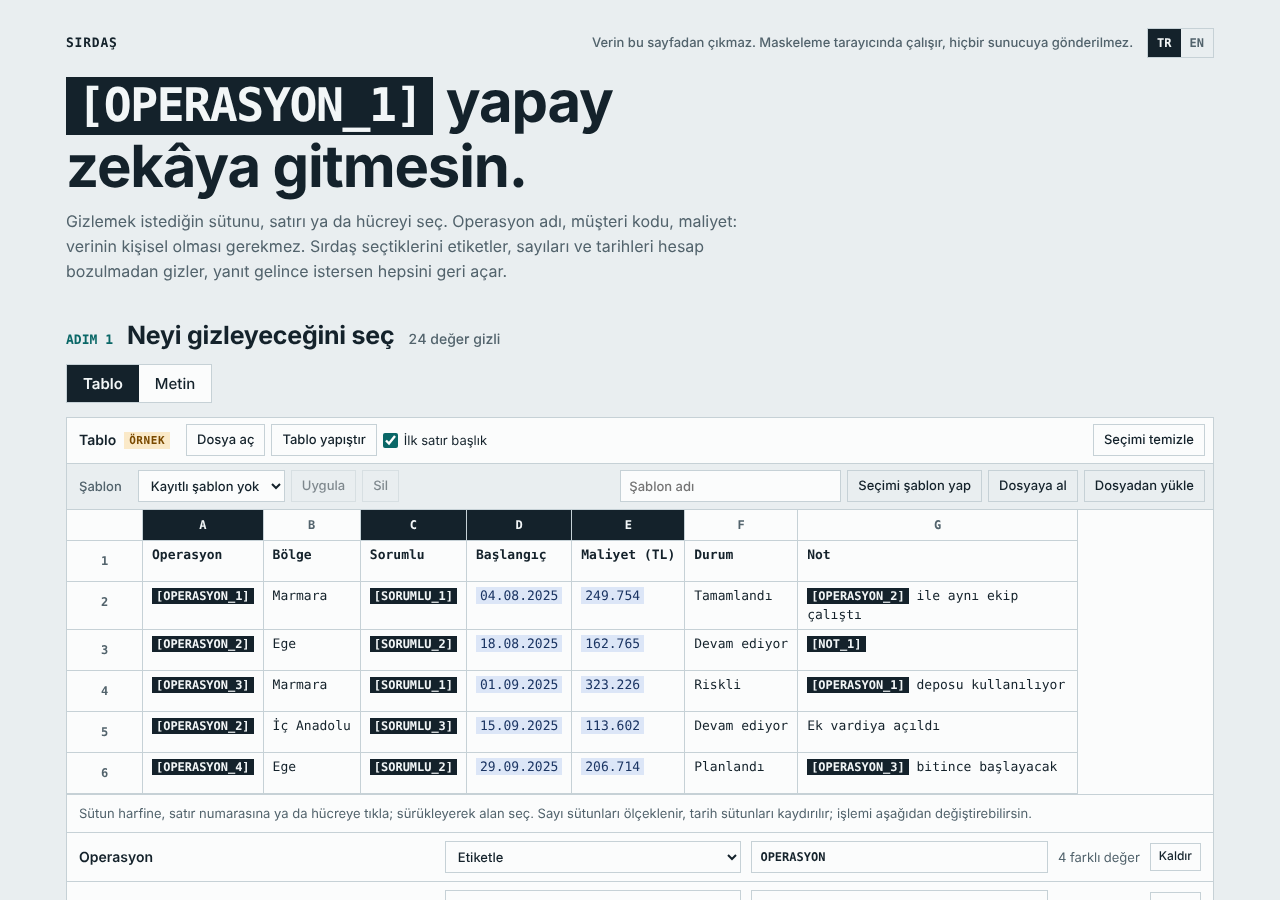 SIRDAŞ
Verin bu sayfadan çıkmaz. Maskeleme tarayıcında çalışır, hiçbir sunucuya gönderilmez.
TR EN
[OPERASYON_1] yapay
zekâya gitmesin.
Gizlemek istediğin sütunu, satırı ya da hücreyi seç. Operasyon adı, müşteri kodu, maliyet:
verinin kişisel olması gerekmez. Sırdaş seçtiklerini etiketler, sayıları ve tarihleri hesap
bozulmadan gizler, yanıt gelince istersen hepsini geri açar.
ADIM 1 Neyi gizleyeceğini seç 24 değer gizli
Tablo Metin
Tablo ÖRNEK Dosya aç Tablo yapıştır İlk satır başlık Seçimi temizle
Şablon Kayıtlı şablon yok Uygula Sil Şablon adı Seçimi şablon yap Dosyaya al Dosyadan yükle
A B C D E F G
1 Operasyon Bölge Sorumlu Başlangıç Maliyet (TL) Durum Not
2 [OPERASYON_1] Marmara [SORUMLU_1] 04.08.2025 249.754 Tamamlandı [OPERASYON_2] ile aynı ekip
çalıştı
3 [OPERASYON_2] Ege [SORUMLU_2] 18.08.2025 162.765 Devam ediyor [NOT_1]
4 [OPERASYON_3] Marmara [SORUMLU_1] 01.09.2025 323.226 Riskli [OPERASYON_1] deposu kullanılıyor
5 [OPERASYON_2] İç Anadolu [SORUMLU_3] 15.09.2025 113.602 Devam ediyor Ek vardiya açıldı
6 [OPERASYON_4] Ege [SORUMLU_2] 29.09.2025 206.714 Planlandı [OPERASYON_3] bitince başlayacak
Sütun harfine, satır numarasına ya da hücreye tıkla; sürükleyerek alan seç. Sayı sütunları ölçeklenir, tarih sütunları kaydırılır; işlemi aşağıdan değiştirebilirsin.
Operasyon Etiketle OPERASYON 4 farklı değer Kaldır